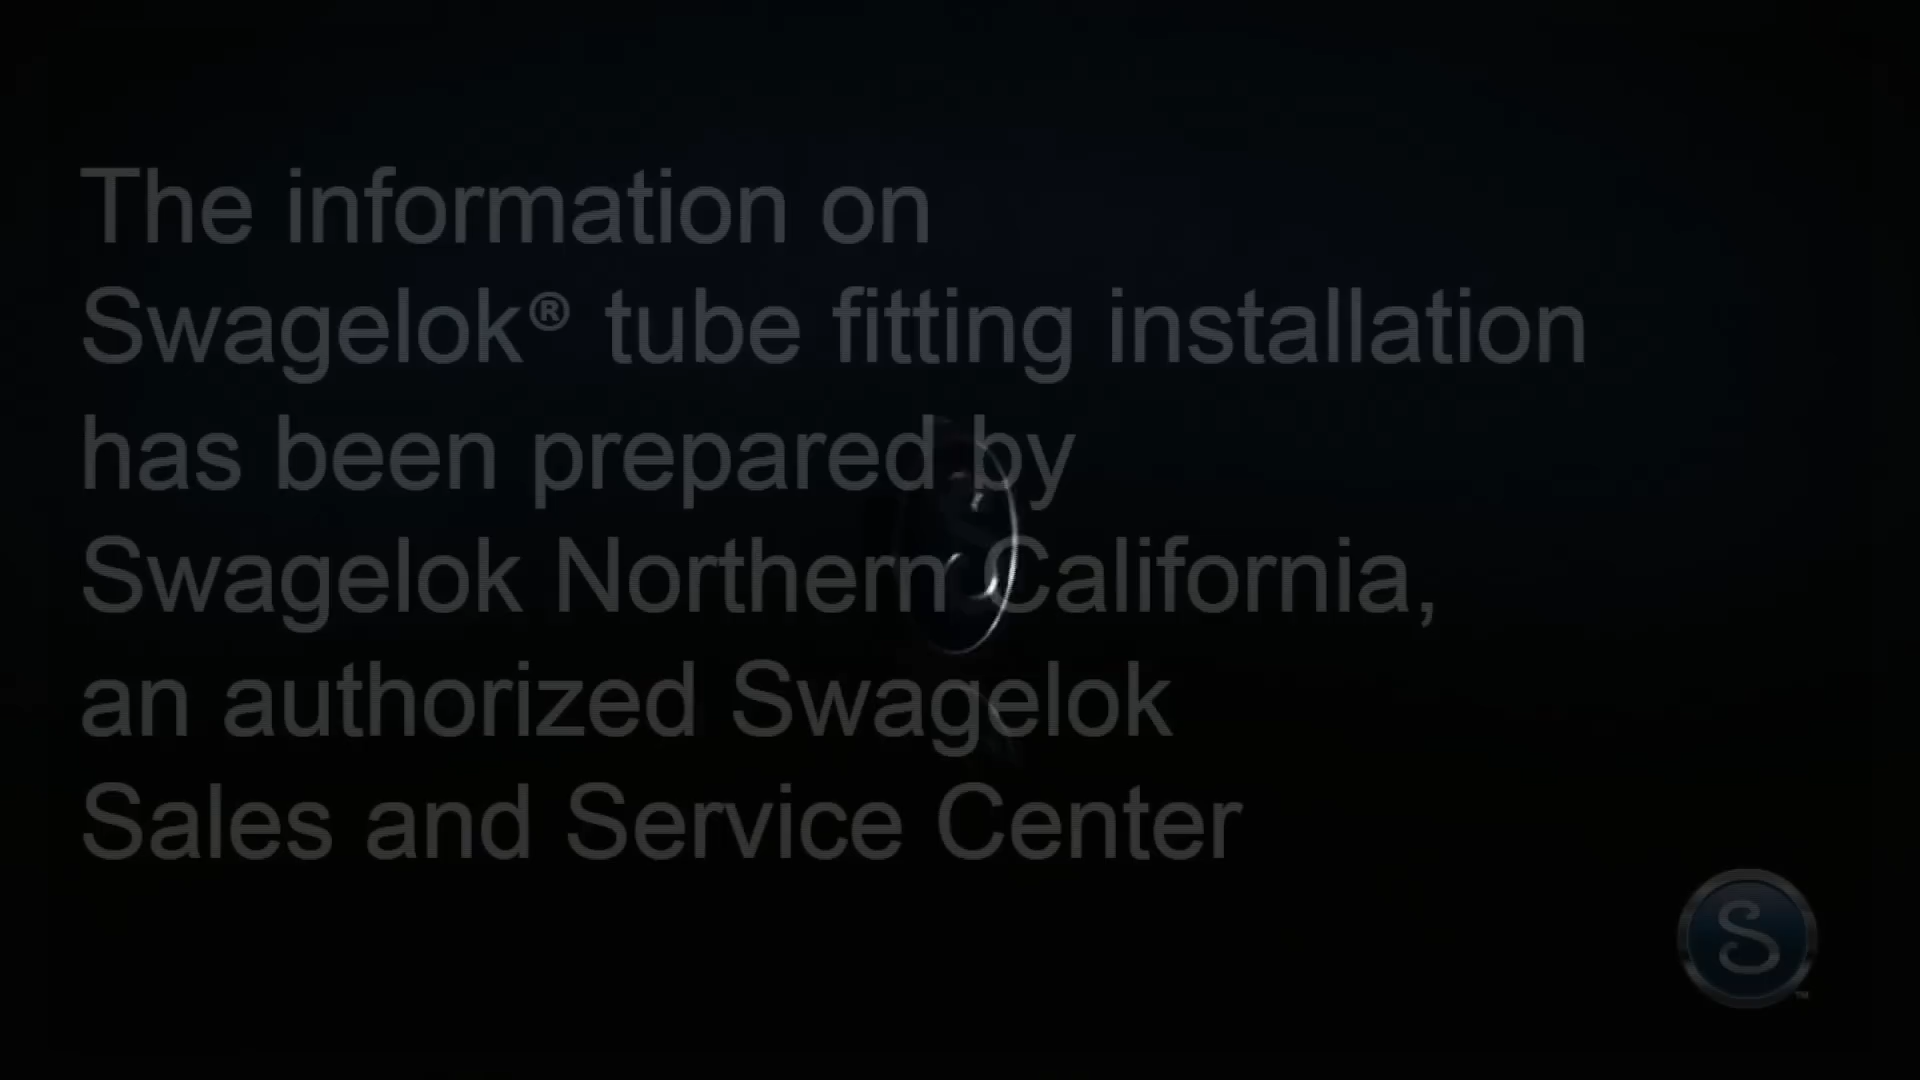 The information on
Swagelok® tube fitting installation
has been prepared by
Swagelok Northern California,
an authorized Swagelok
Sales and Service Center
S
™